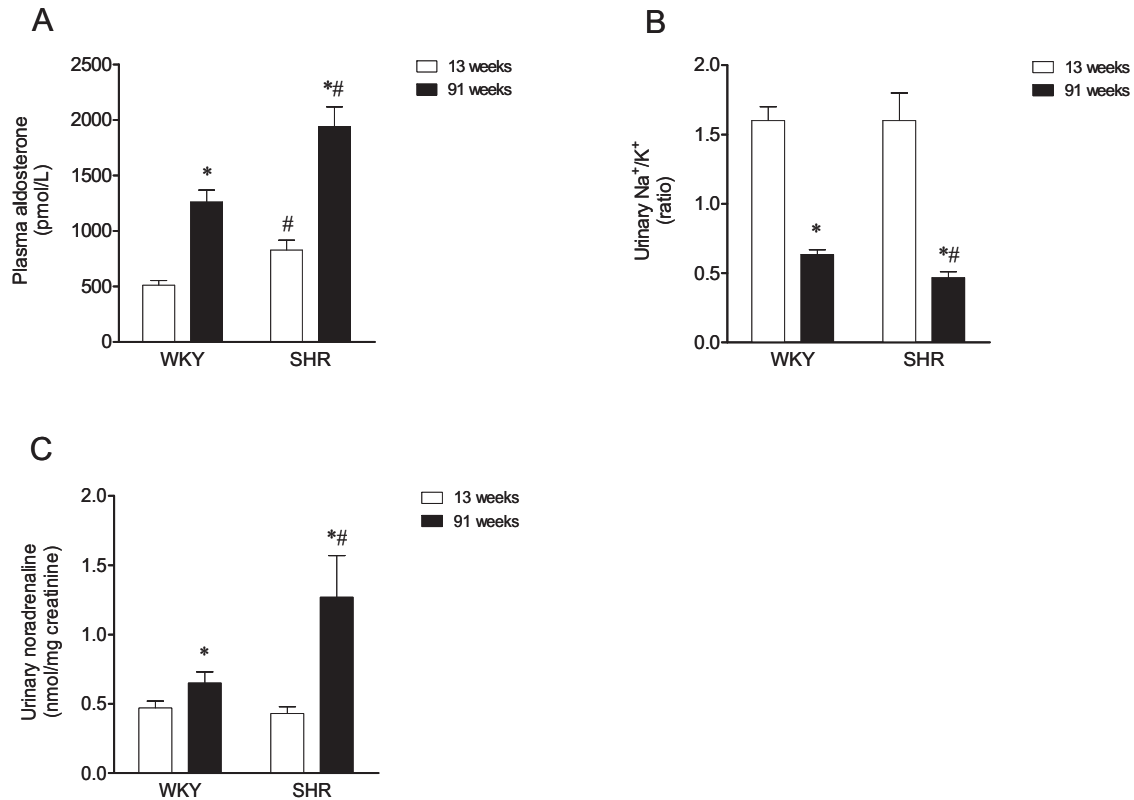 A
Plasma aldosterone
(pmol/L)
2500
2000
1500
1000
500
0
*
#
*#
WKY
SHR
13 weeks
91 weeks
B
Urinary Na⁺/K⁺
(ratio)
2.0
1.5
1.0
0.5
0.0
*
*#
WKY
SHR
13 weeks
91 weeks
C
Urinary noradrenaline
(nmol/mg creatinine)
2.0
1.5
1.0
0.5
0.0
*
*#
WKY
SHR
13 weeks
91 weeks